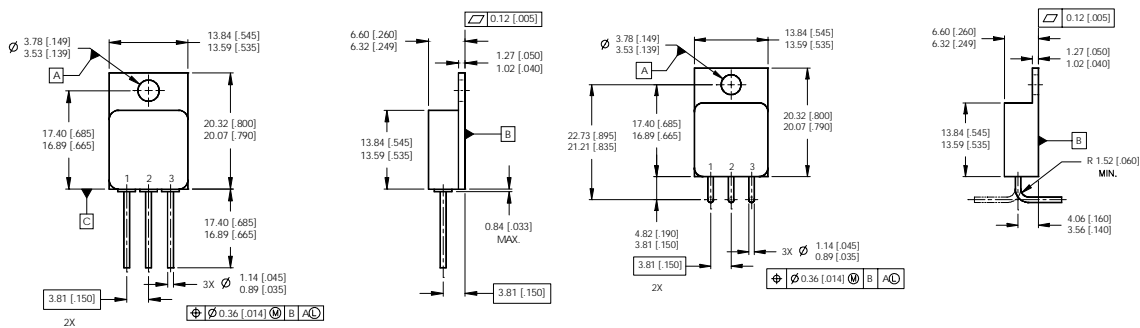 Ø 3.78 [.149]
3.53 [.139]
13.84 [.545]
13.59 [.535]
A
17.40 [.685]
16.89 [.665]
20.32 [.800]
20.07 [.790]
1 2 3
C
17.40 [.685]
16.89 [.665]
3X Ø 1.14 [.045]
0.89 [.035]
3.81 [.150]
2X
⌖ Ø 0.36 [.014] Ⓜ B A Ⓛ
▱ 0.12 [.005]
6.60 [.260]
6.32 [.249]
1.27 [.050]
1.02 [.040]
13.84 [.545]
13.59 [.535]
B
0.84 [.033]
MAX.
3.81 [.150]
Ø 3.78 [.149]
3.53 [.139]
13.84 [.545]
13.59 [.535]
A
22.73 [.895]
21.21 [.835]
17.40 [.685]
16.89 [.665]
20.32 [.800]
20.07 [.790]
1 2 3
4.82 [.190]
3.81 [.150]
3X Ø 1.14 [.045]
0.89 [.035]
3.81 [.150]
2X
⌖ Ø 0.36 [.014] Ⓜ B A Ⓛ
▱ 0.12 [.005]
6.60 [.260]
6.32 [.249]
1.27 [.050]
1.02 [.040]
13.84 [.545]
13.59 [.535]
B
R 1.52 [.060]
MIN.
4.06 [.160]
3.56 [.140]